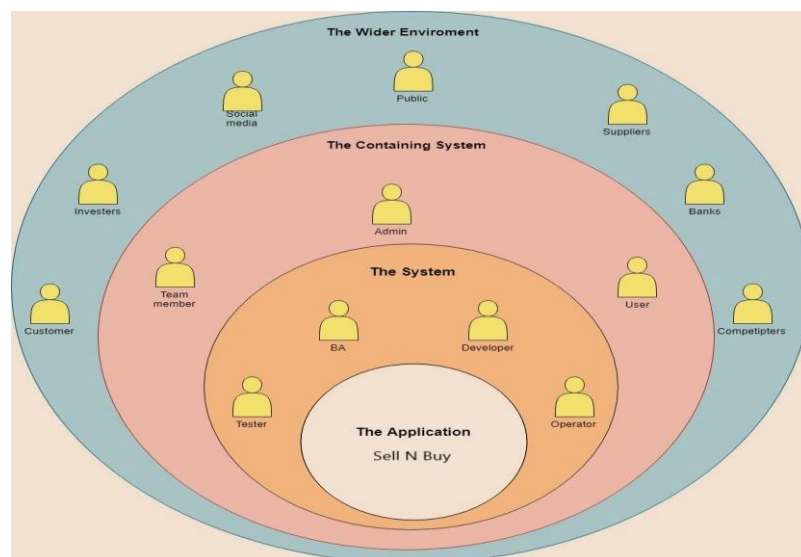 The Wider Enviroment
Public
Social
media
Suppliers
The Containing System
Investers
Banks
Admin
Team
member
The System
User
Customer
BA
Developer
Competipters
Tester
Operator
The Application
Sell N Buy